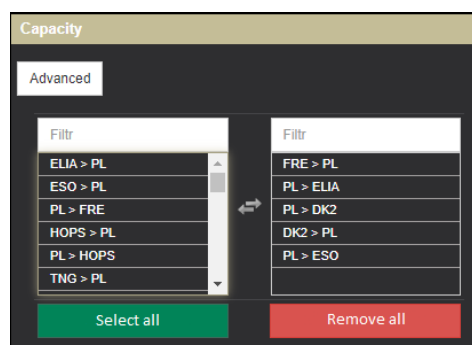 Capacity
Advanced
Filtr
ELIA > PL
ESO > PL
PL > FRE
HOPS > PL
PL > HOPS
TNG > PL
Select all
Filtr
FRE > PL
PL > ELIA
PL > DK2
DK2 > PL
PL > ESO
Remove all